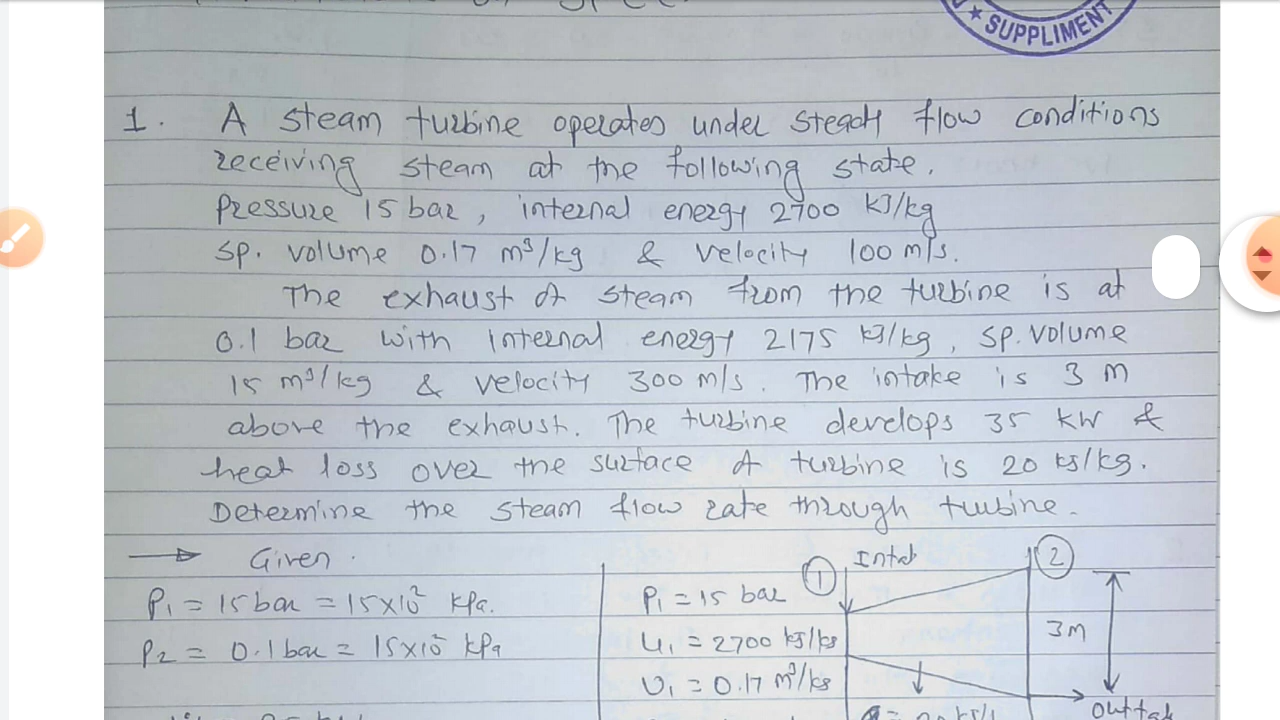 ★ SUPPLIMENT
1. A steam turbine operates under steady flow conditions
receiving steam at the following state.
Pressure 15 bar, internal energy 2700 kJ/kg
sp. volume 0.17 m³/kg & velocity 100 m/s.
The exhaust of steam from the turbine is at
0.1 bar with internal energy 2175 kJ/kg, sp. volume
15 m³/kg & velocity 300 m/s. The intake is 3 m
above the exhaust. The turbine develops 35 kW &
heat loss over the surface of turbine is 20 kJ/kg.
Determine the steam flow rate through turbine.
→ Given.
P₁ = 15 bar = 15×10² kPa.
P₂ = 0.1 bar = 15×10² kPa
① ②
P₁ = 15 bar
u₁ = 2700 kJ/kg
υ₁ = 0.17 m³/kg
3m